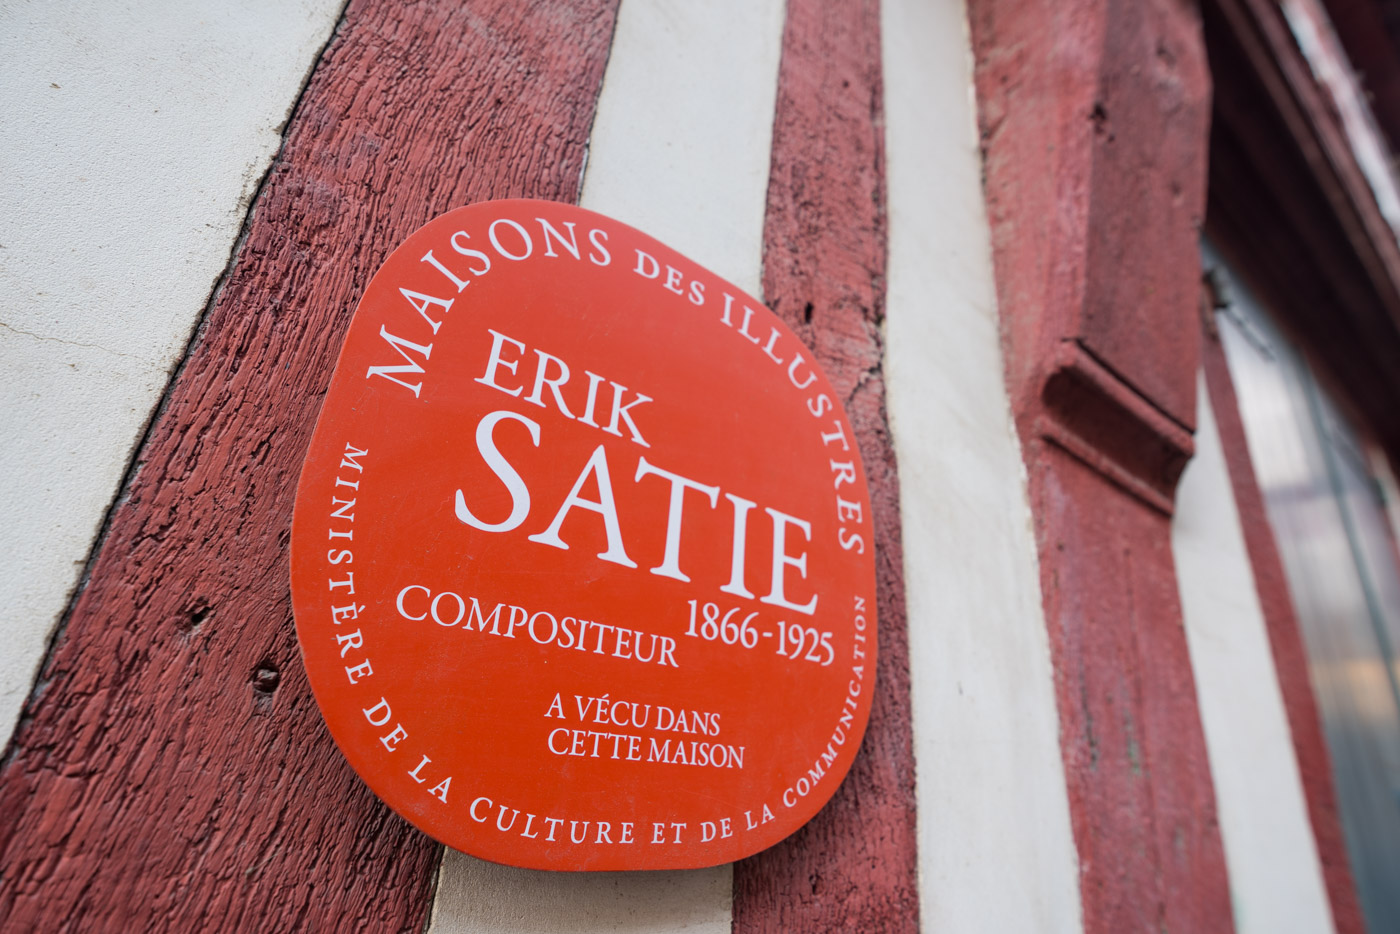 MAISONS DES ILLUSTRES
ERIK
SATIE
1866-1925
COMPOSITEUR
A VÉCU DANS
CETTE MAISON
MINISTÈRE DE LA CULTURE ET DE LA COMMUNICATION